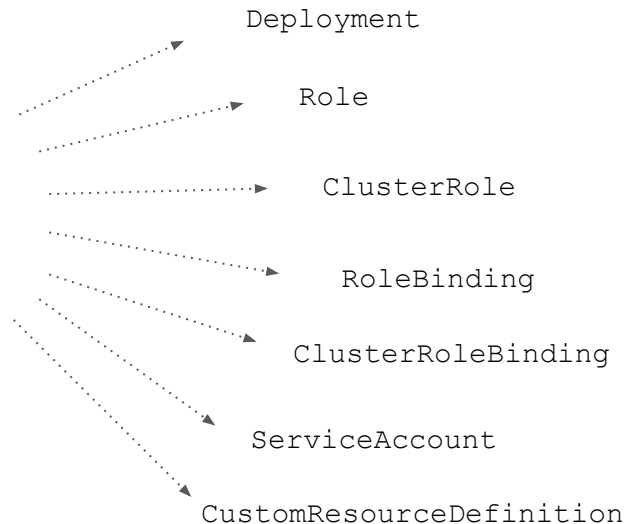 Deployment
Role
ClusterRole
RoleBinding
ClusterRoleBinding
ServiceAccount
CustomResourceDefinition